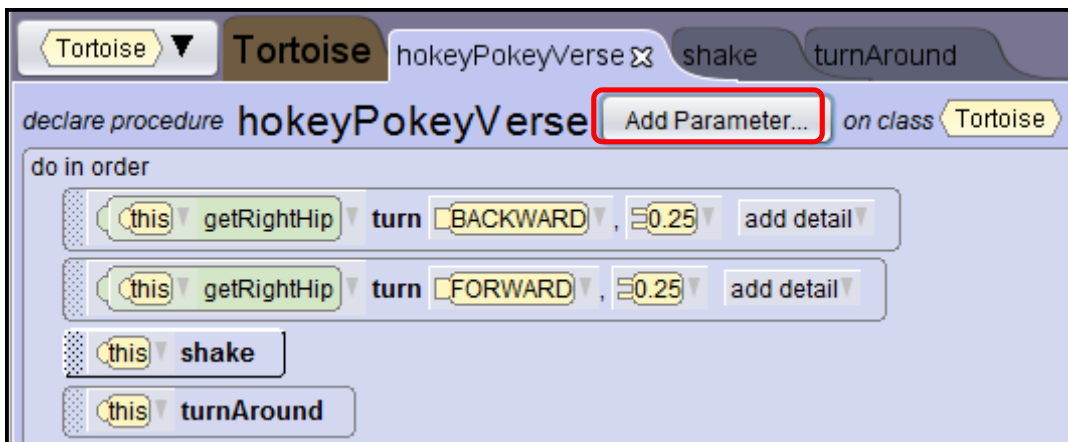 Tortoise Tortoise hokeyPokeyVerse shake turnAround
declare procedure hokeyPokeyVerse Add Parameter... on class Tortoise
do in order
this getRightHip turn BACKWARD , 0.25 add detail
this getRightHip turn FORWARD , 0.25 add detail
this shake
this turnAround